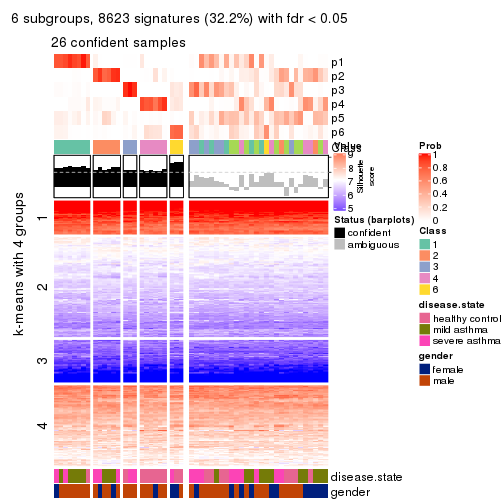 6 subgroups, 8623 signatures (32.2%) with fdr < 0.05
26 confident samples
p1
p2
p3
p4
p5
p6
Class
Silhouette
score
k-means with 4 groups
1
2
3
4
disease.state
gender
Value
9
8
7
6
5
Status (barplots)
confident
ambiguous
Prob
1
0.8
0.6
0.4
0.2
0
Class
1
2
3
4
6
disease.state
healthy control
mild asthma
severe asthma
gender
female
male